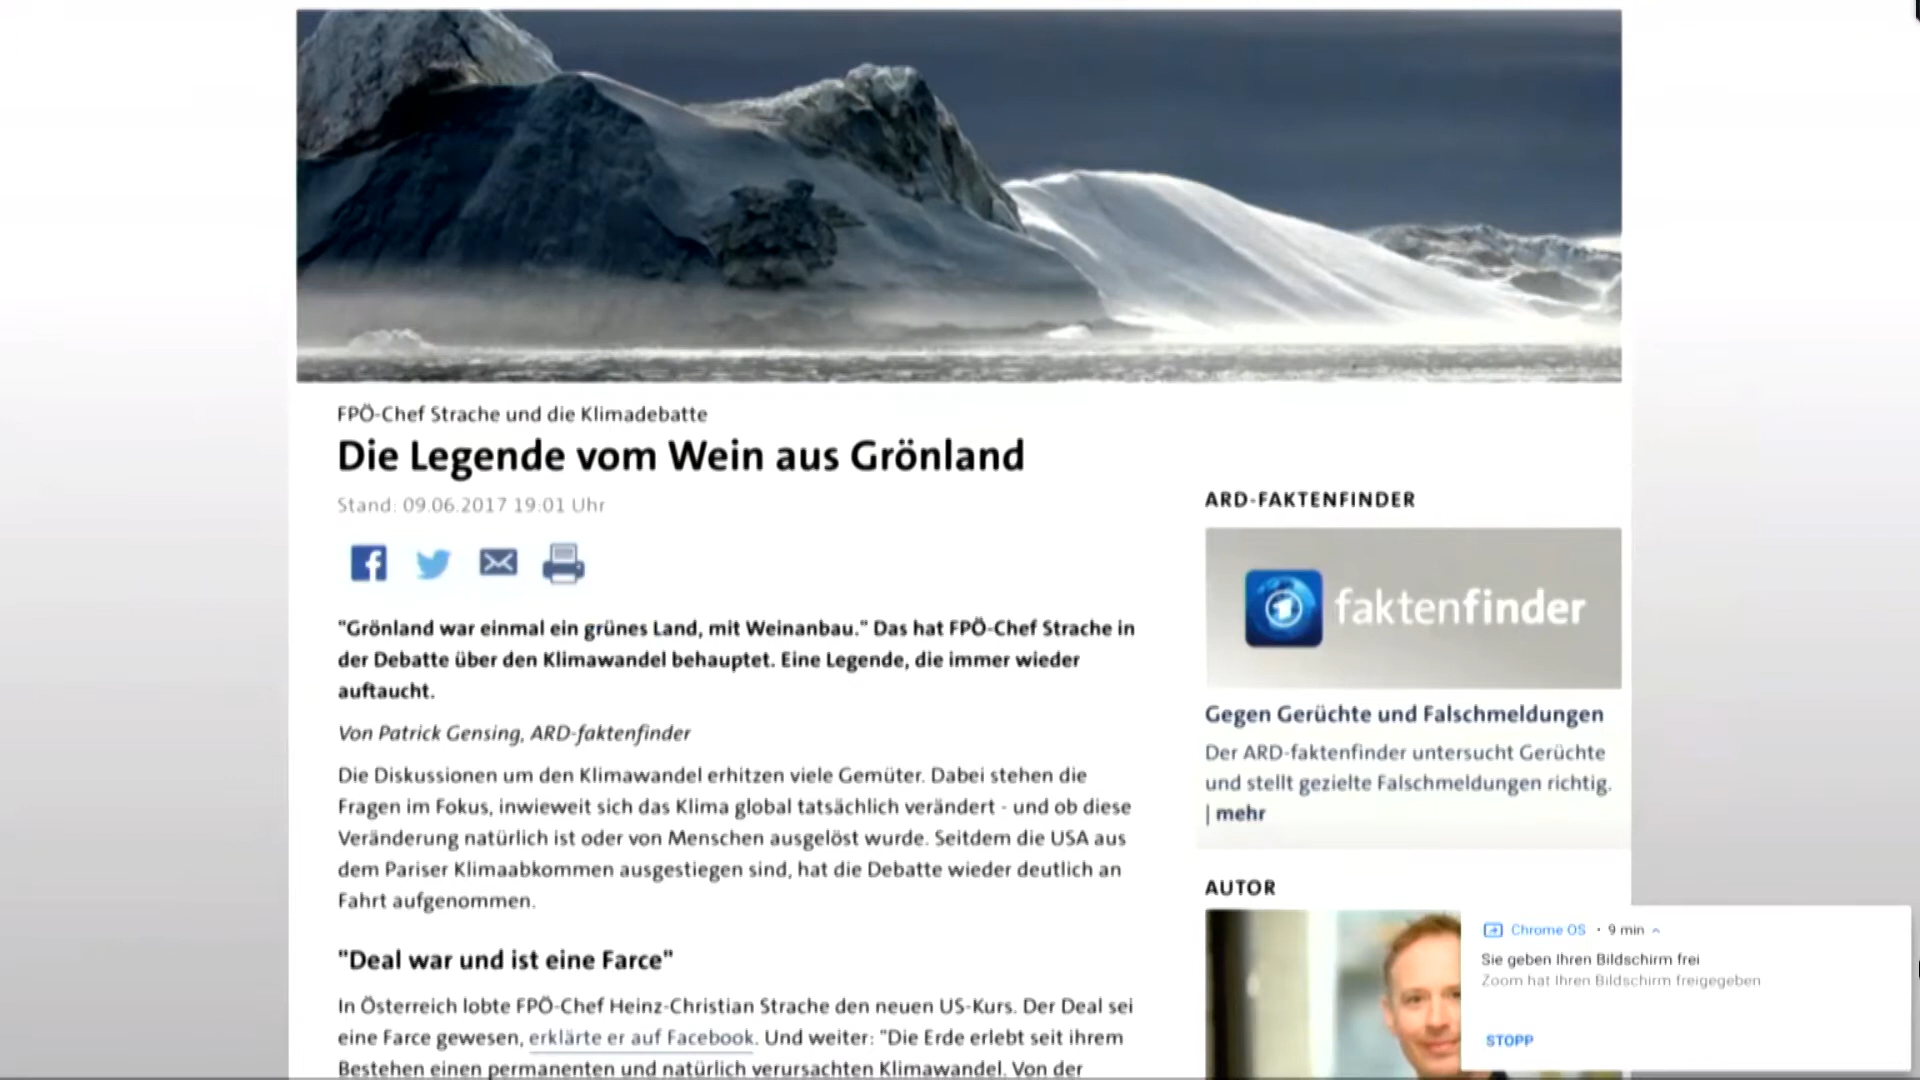 FPÖ-Chef Strache und die Klimadebatte
Die Legende vom Wein aus Grönland
Stand: 09.06.2017 19:01 Uhr
"Grönland war einmal ein grünes Land, mit Weinanbau." Das hat FPÖ-Chef Strache in
der Debatte über den Klimawandel behauptet. Eine Legende, die immer wieder
auftaucht.
Von Patrick Gensing, ARD-faktenfinder
Die Diskussionen um den Klimawandel erhitzen viele Gemüter. Dabei stehen die
Fragen im Fokus, inwieweit sich das Klima global tatsächlich verändert - und ob diese
Veränderung natürlich ist oder von Menschen ausgelöst wurde. Seitdem die USA aus
dem Pariser Klimaabkommen ausgestiegen sind, hat die Debatte wieder deutlich an
Fahrt aufgenommen.
"Deal war und ist eine Farce"
In Österreich lobte FPÖ-Chef Heinz-Christian Strache den neuen US-Kurs. Der Deal sei
eine Farce gewesen, erklärte er auf Facebook. Und weiter: "Die Erde erlebt seit ihrem
Bestehen einen permanenten und natürlich verursachten Klimawandel. Von der
ARD-FAKTENFINDER
faktenfinder
Gegen Gerüchte und Falschmeldungen
Der ARD-faktenfinder untersucht Gerüchte
und stellt gezielte Falschmeldungen richtig.
| mehr
AUTOR
Chrome OS • 9 min
Sie geben Ihren Bildschirm frei
Zoom hat Ihren Bildschirm freigegeben
STOPP